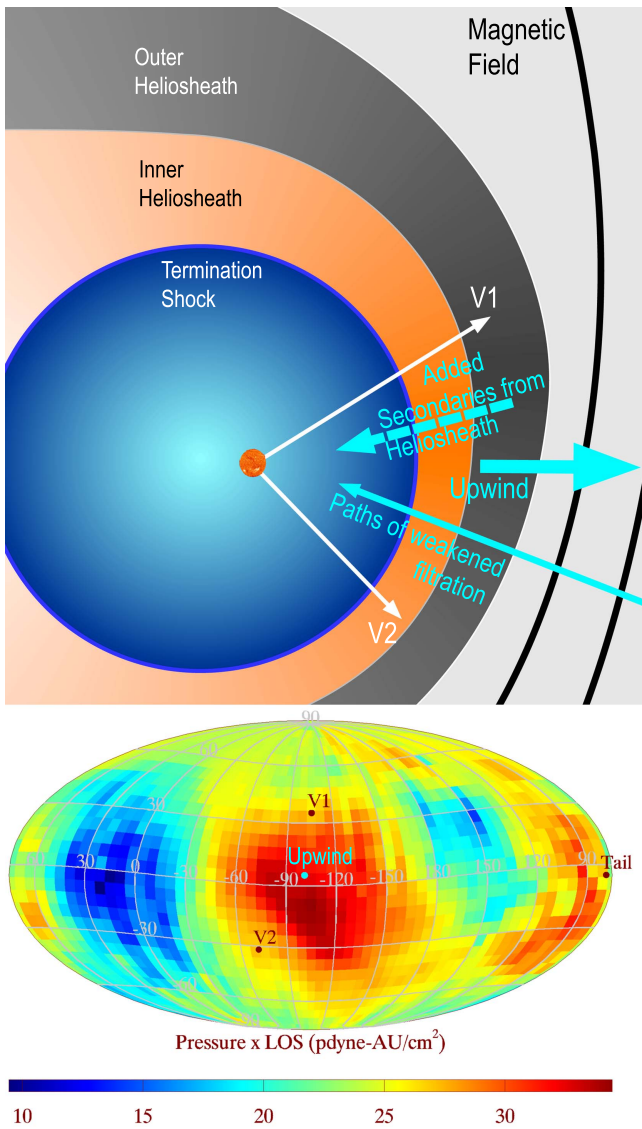 Magnetic
Field
Outer
Heliosheath
Inner
Heliosheath
Termination
Shock
V1
Added
Secondaries from
Heliosheath
Upwind
Paths of weakened
filtration
V2
90
60
30
V1
Upwind
Tail
60
30
0
-30
-60
-90
-120
-150
180
150
120
90
-30
V2
-60
-90
Pressure x LOS (pdyne-AU/cm²)
10
15
20
25
30